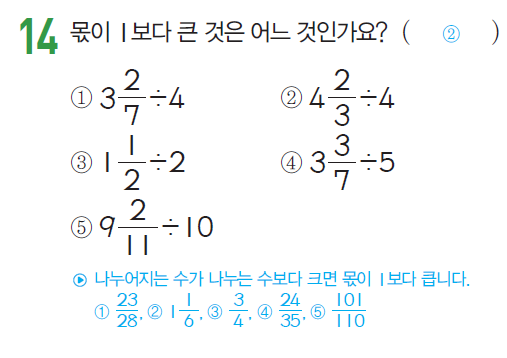 14 몫이 1보다 큰 것은 어느 것인가요? ( ② )
① 3 2/7 ÷4 ② 4 2/3 ÷4
③ 1 1/2 ÷2 ④ 3 3/7 ÷5
⑤ 9 2/11 ÷10
▶ 나누어지는 수가 나누는 수보다 크면 몫이 1보다 큽니다.
① 23/28, ② 1 1/6, ③ 3/4, ④ 24/35, ⑤ 101/110